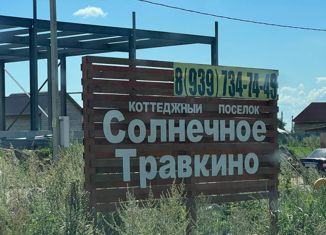 8(939)734-74-49
КОТТЕДЖНЫЙ ПОСЕЛОК
Солнечное
Травкино